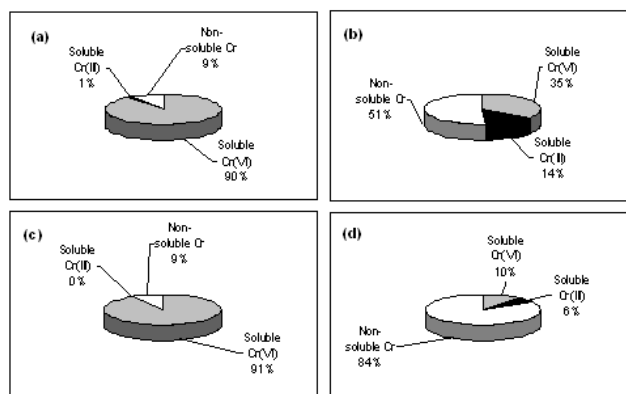 (a)
Non-
soluble Cr
9%
Soluble
Cr(III)
1%
Soluble
Cr(VI)
90%
(b)
Soluble
Cr(VI)
35%
Non-
soluble Cr
51%
Soluble
Cr(III)
14%
(c)
Non-
soluble Cr
9%
Soluble
Cr(III)
0%
Soluble
Cr(VI)
91%
(d)
Soluble
Cr(VI)
10%
Soluble
Cr(III)
6%
Non-
soluble Cr
84%